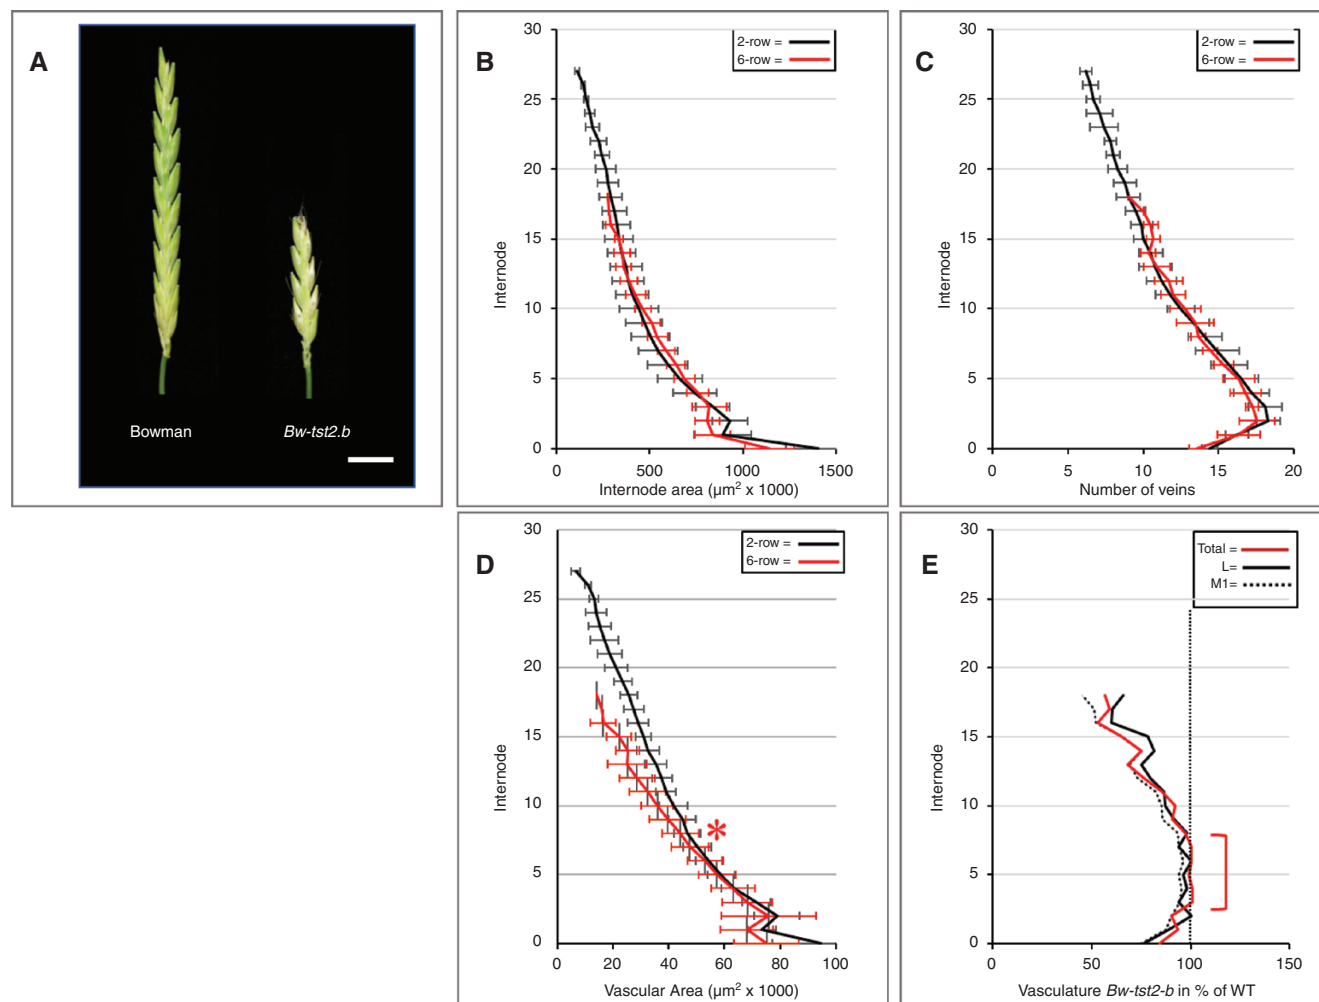 A
Bowman
Bw-tst2.b
B
2-row =
6-row =
30
25
20
15
10
5
0
Internode
0 500 1000 1500
Internode area (µm² x 1000)
C
2-row =
6-row =
30
25
20
15
10
5
0
Internode
0 5 10 15 20
Number of veins
D
2-row =
6-row =
30
25
20
15
10
5
0
Internode
*
0 20 40 60 80 100
Vascular Area (µm² x 1000)
E
Total =
L=
M1=
30
25
20
15
10
5
0
Internode
0 50 100 150
Vasculature Bw-tst2-b in % of WT